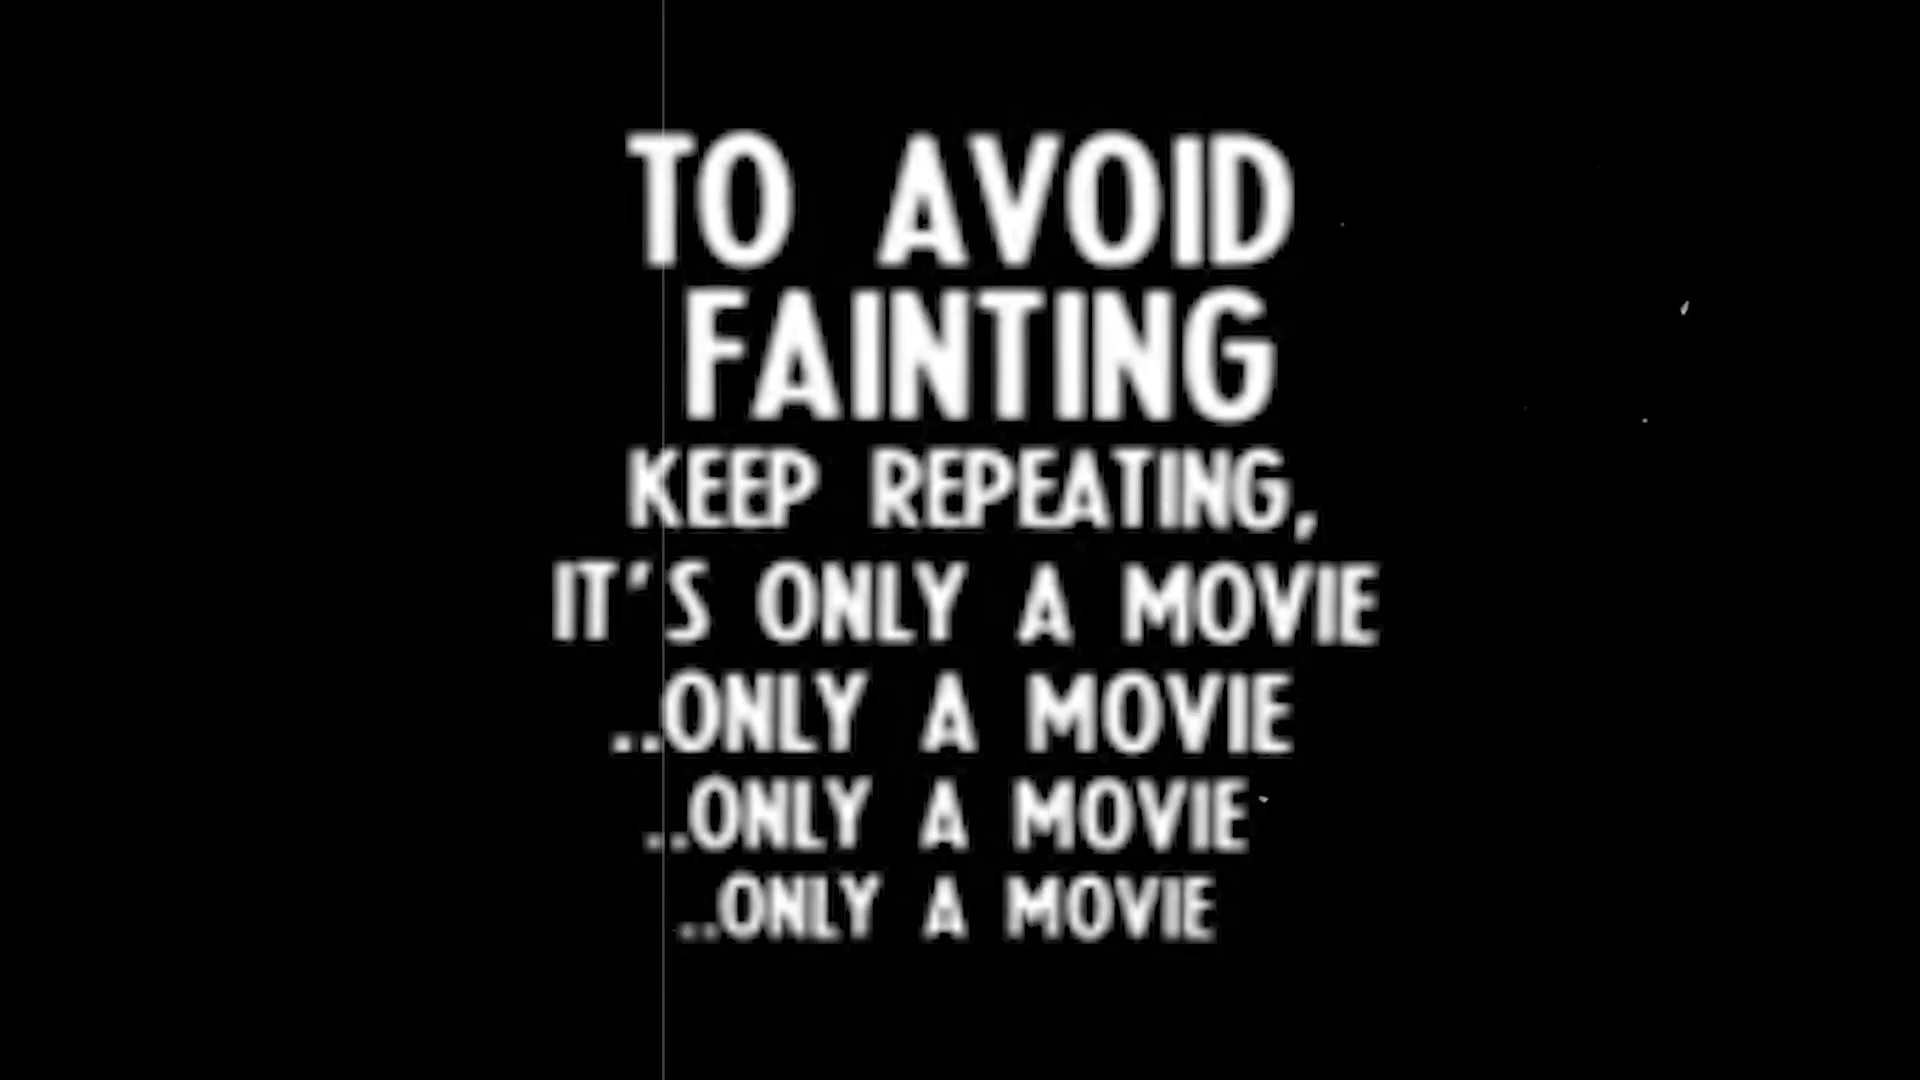 TO AVOID
FAINTING
KEEP REPEATING,
IT'S ONLY A MOVIE
..ONLY A MOVIE
..ONLY A MOVIE
..ONLY A MOVIE